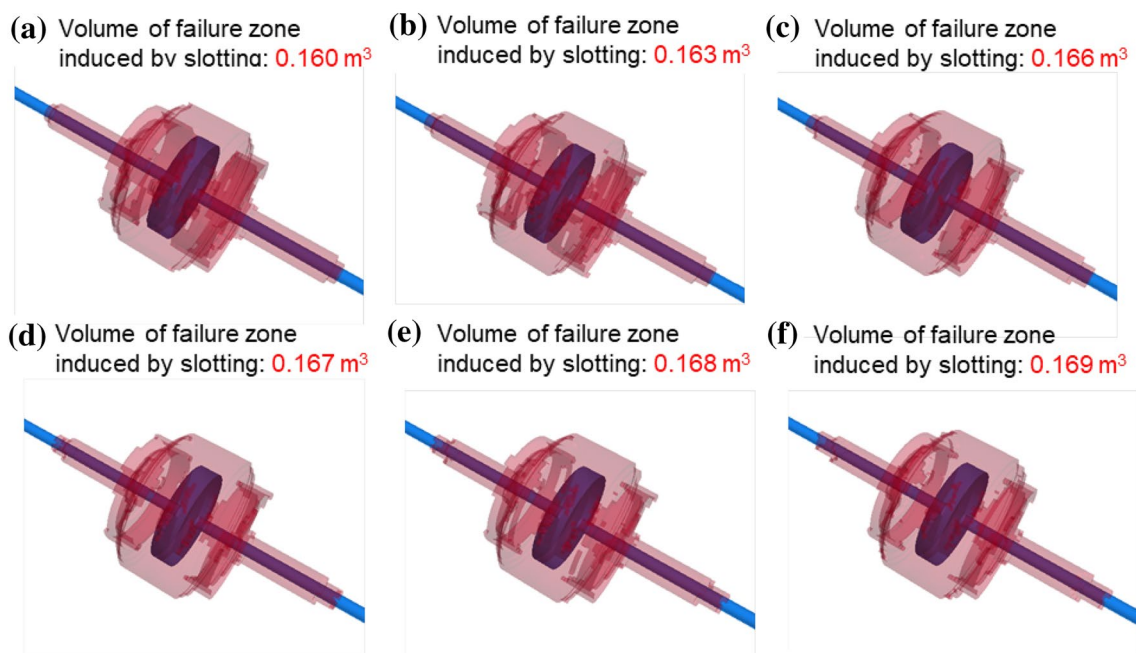 (a) Volume of failure zone
induced by slotting: 0.160 m³
(b) Volume of failure zone
induced by slotting: 0.163 m³
(c) Volume of failure zone
induced by slotting: 0.166 m³
(d) Volume of failure zone
induced by slotting: 0.167 m³
(e) Volume of failure zone
induced by slotting: 0.168 m³
(f) Volume of failure zone
induced by slotting: 0.169 m³